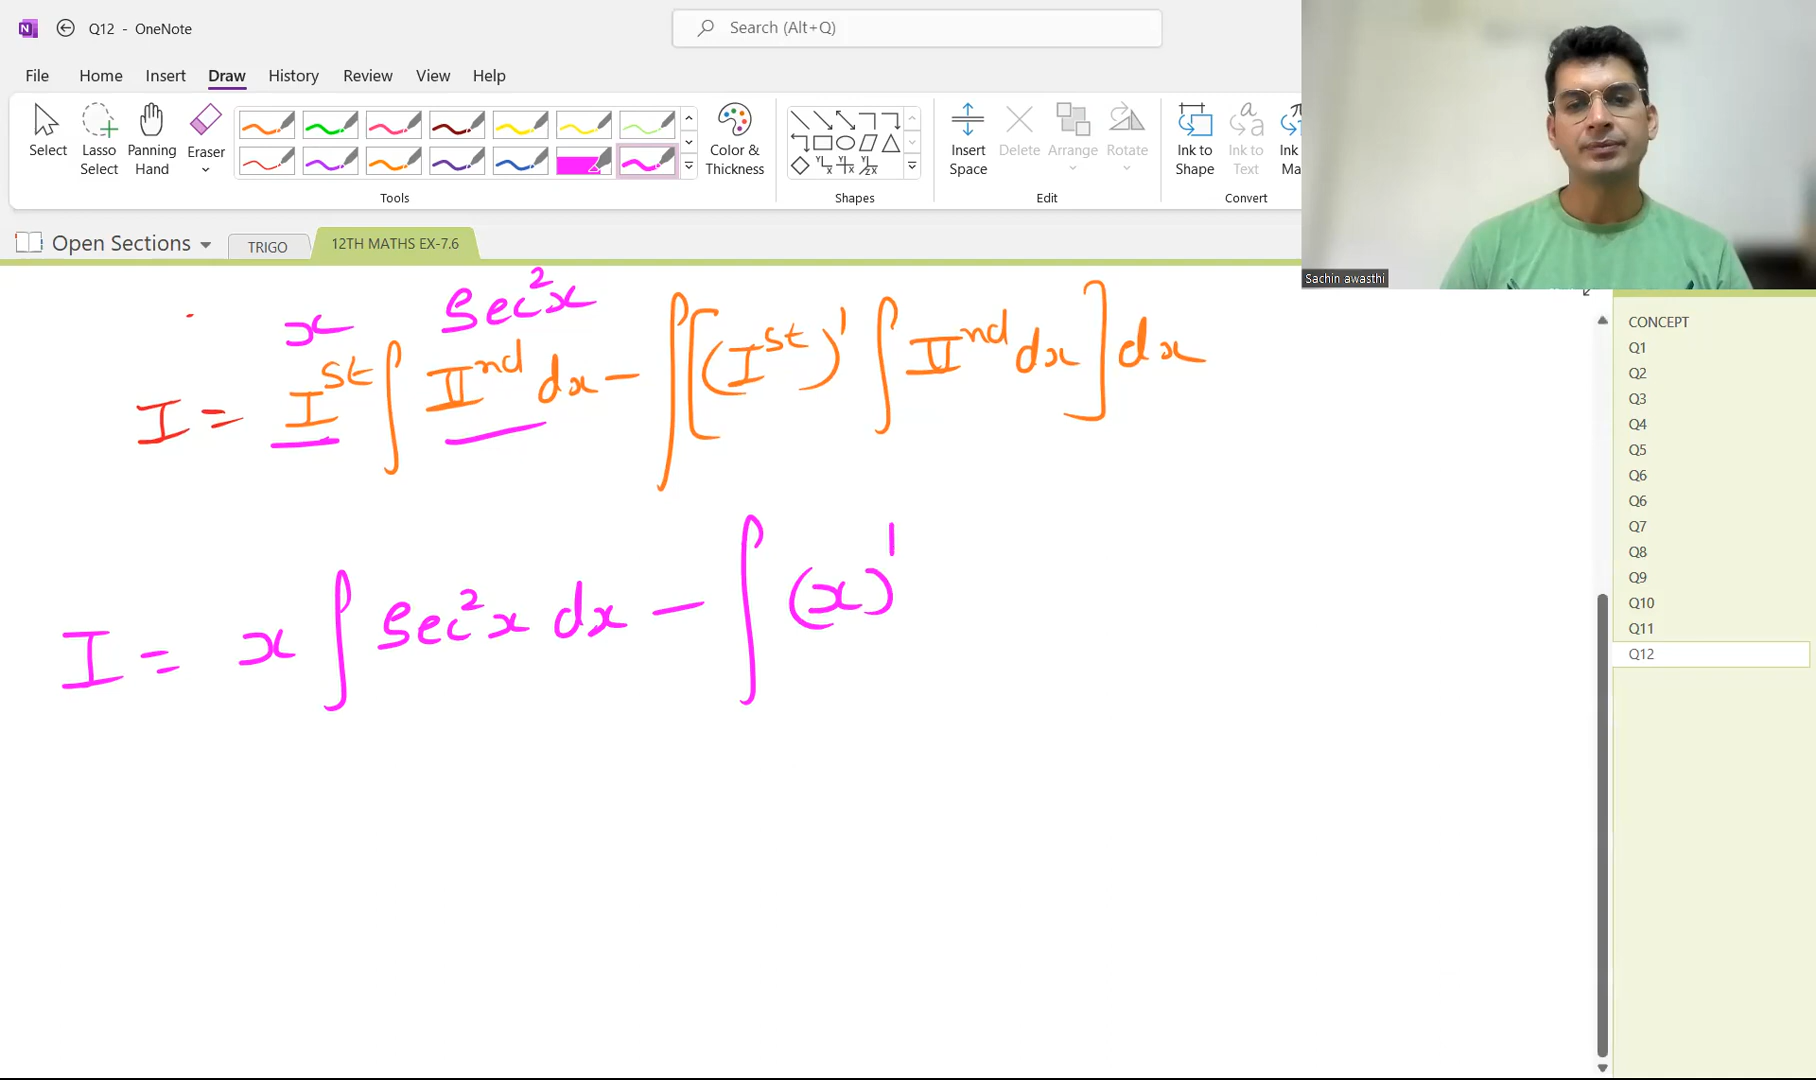 Q12 - OneNote
Search (Alt+Q)
File Home Insert Draw History Review View Help
Select
Lasso Select
Panning Hand
Eraser
Color & Thickness
Insert Space
Delete
Arrange
Rotate
Ink to Shape
Ink to Text
Ink Ma
Tools
Shapes
Edit
Convert
Sachin awasthi
Open Sections
TRIGO
12TH MATHS EX-7.6
x sec²x
I = Iˢᵗ ∫ IIⁿᵈ dx − ∫[(Iˢᵗ)' ∫ IIⁿᵈ dx] dx
I = x ∫ sec²x dx − ∫ (x)'
CONCEPT
Q1
Q2
Q3
Q4
Q5
Q6
Q6
Q7
Q8
Q9
Q10
Q11
Q12